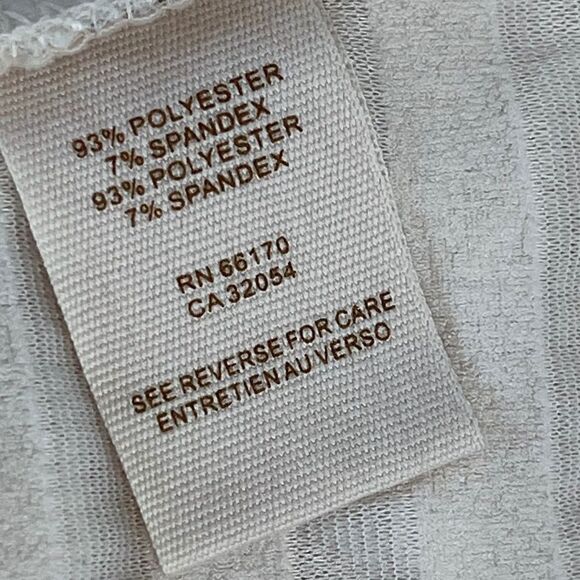 93% POLYESTER
7% SPANDEX
93% POLYESTER
7% SPANDEX
RN 66170
CA 32054
SEE REVERSE FOR CARE
ENTRETIEN AU VERSO